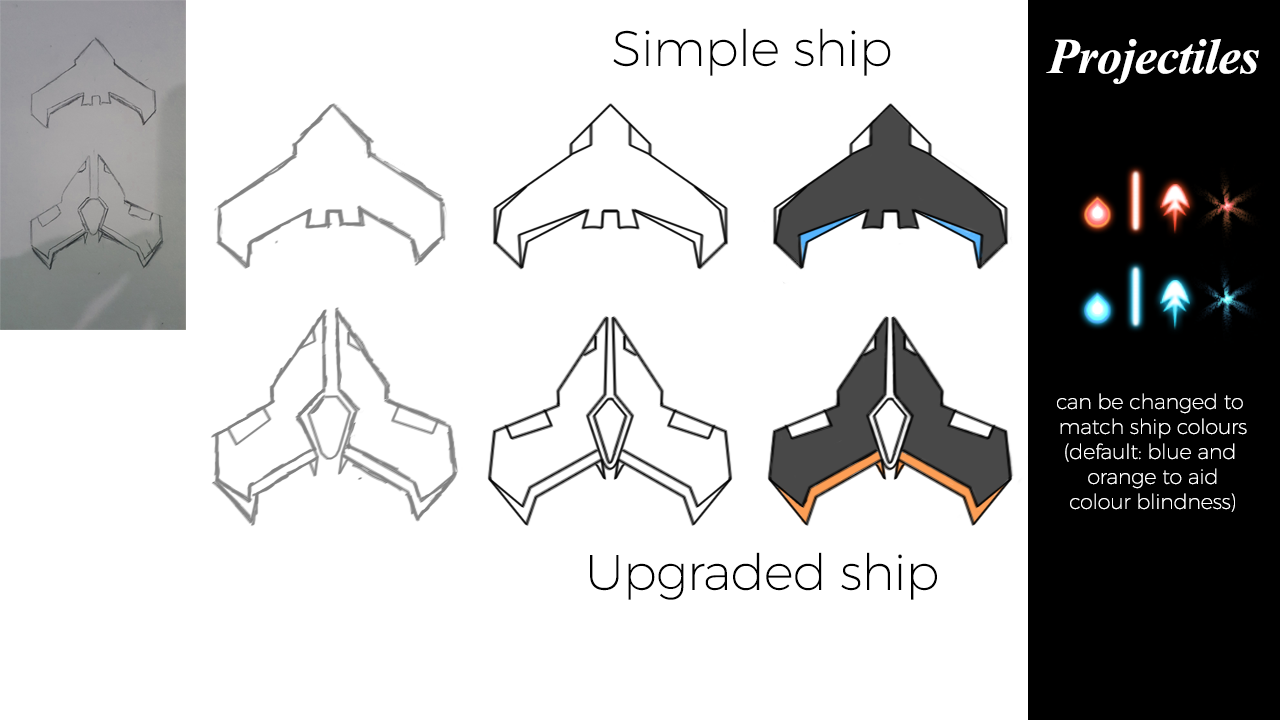 Simple ship
Upgraded ship
Projectiles
can be changed to
match ship colours
(default: blue and
orange to aid
colour blindness)